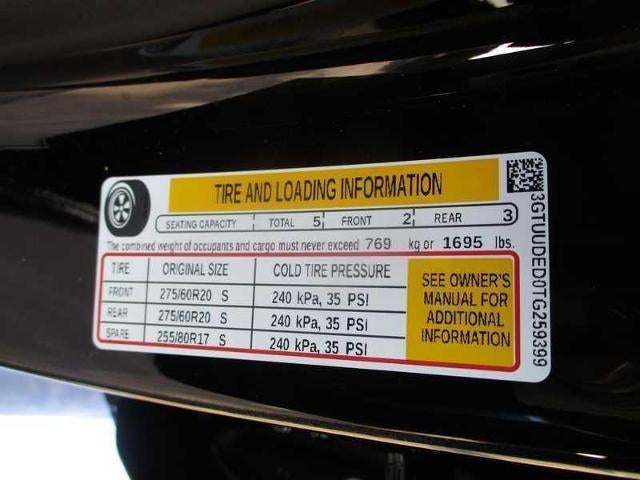 TIRE AND LOADING INFORMATION
SEATING CAPACITY TOTAL 5 FRONT 2 REAR 3
The combined weight of occupants and cargo must never exceed 769 kg or 1695 lbs.
TIRE ORIGINAL SIZE COLD TIRE PRESSURE
FRONT 275/60R20 S 240 kPa, 35 PSI
REAR 275/60R20 S 240 kPa, 35 PSI
SPARE 255/80R17 S 240 kPa, 35 PSI
SEE OWNER'S
MANUAL FOR
ADDITIONAL
INFORMATION
3GTUUDED0TG259399